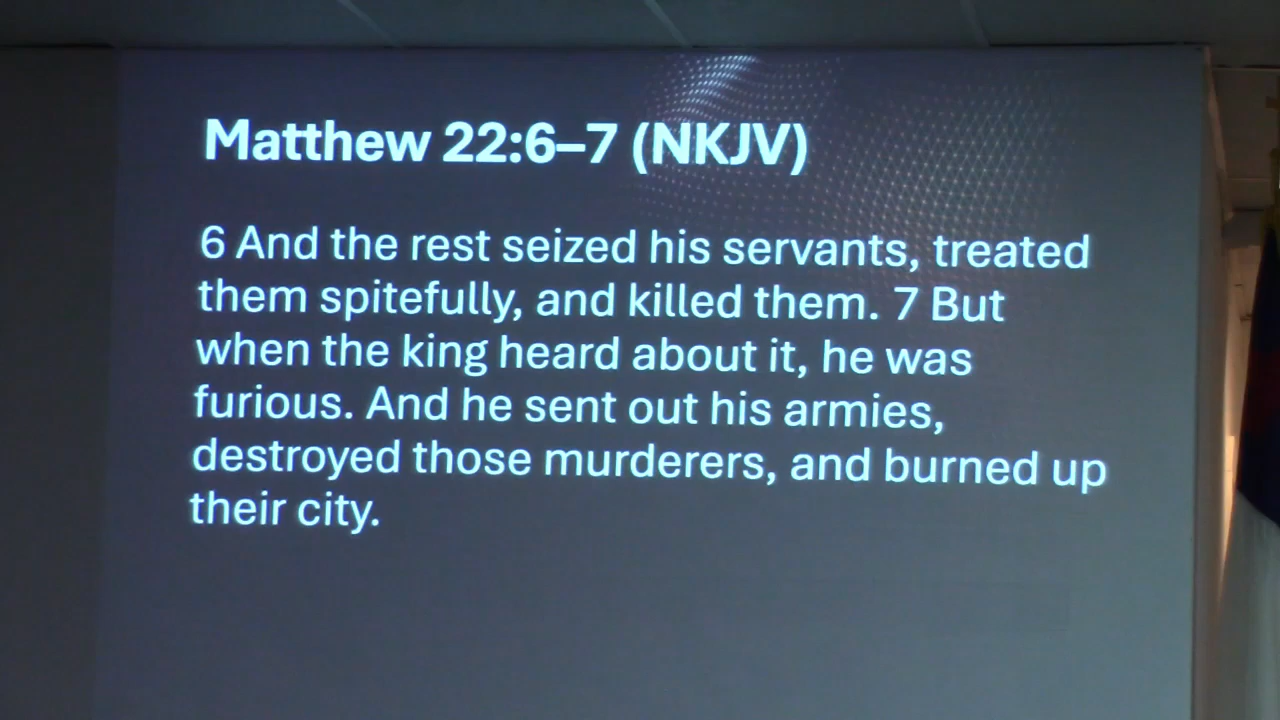 Matthew 22:6–7 (NKJV)
6 And the rest seized his servants, treated
them spitefully, and killed them. 7 But
when the king heard about it, he was
furious. And he sent out his armies,
destroyed those murderers, and burned up
their city.